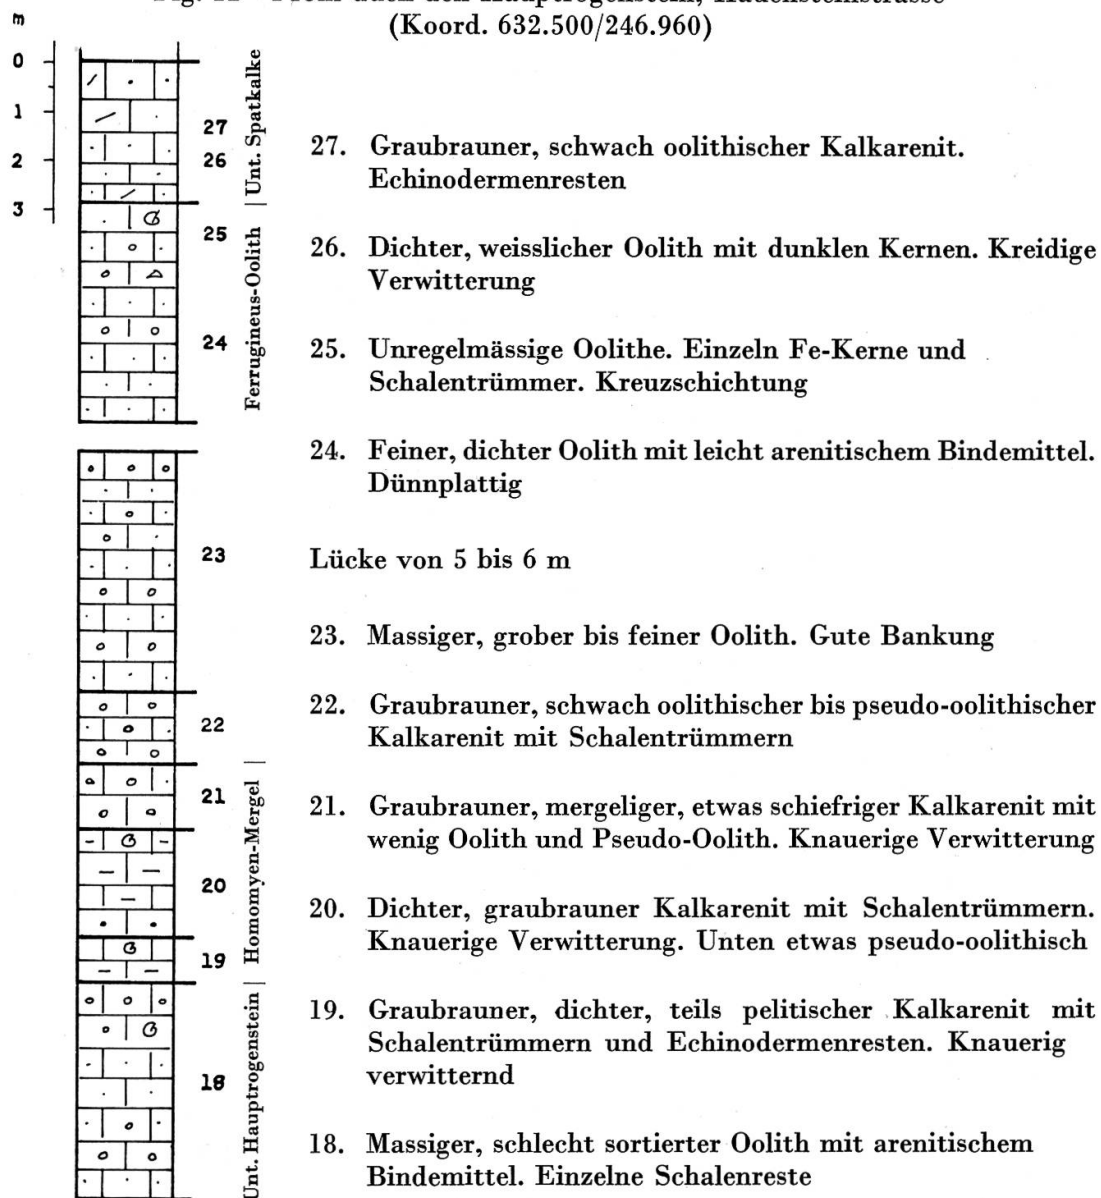 (Koord. 632.500/246.960)
m
0
1
2
3
27
26
25
24
23
22
21
20
19
18
Unt. Spatkalke
Ferrugineus-Oolith
Homomyen-Mergel
Unt. Hauptrogenstein
27. Graubrauner, schwach oolithischer Kalkarenit.
Echinodermenresten
26. Dichter, weisslicher Oolith mit dunklen Kernen. Kreidige
Verwitterung
25. Unregelmässige Oolithe. Einzeln Fe-Kerne und
Schalentrümmer. Kreuzschichtung
24. Feiner, dichter Oolith mit leicht arenitischem Bindemittel.
Dünnplattig
Lücke von 5 bis 6 m
23. Massiger, grober bis feiner Oolith. Gute Bankung
22. Graubrauner, schwach oolithischer bis pseudo-oolithischer
Kalkarenit mit Schalentrümmern
21. Graubrauner, mergeliger, etwas schiefriger Kalkarenit mit
wenig Oolith und Pseudo-Oolith. Knauerige Verwitterung
20. Dichter, graubrauner Kalkarenit mit Schalentrümmern.
Knauerige Verwitterung. Unten etwas pseudo-oolithisch
19. Graubrauner, dichter, teils pelitischer Kalkarenit mit
Schalentrümmern und Echinodermenresten. Knauerig
verwitternd
18. Massiger, schlecht sortierter Oolith mit arenitischem
Bindemittel. Einzelne Schalenreste